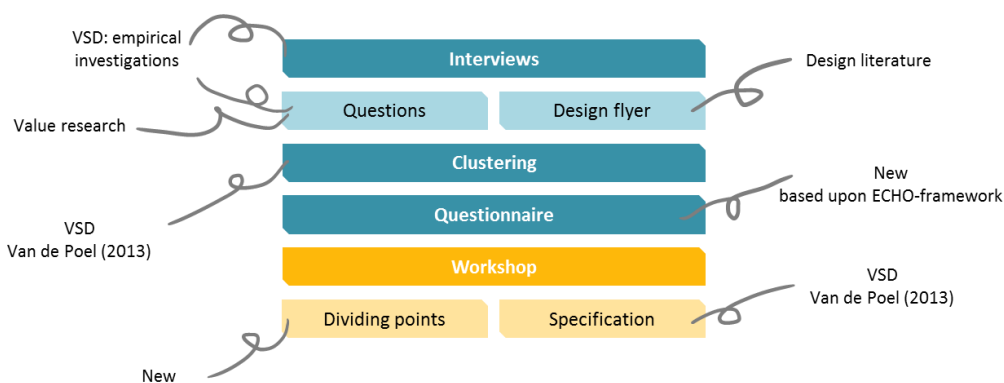 VSD: empirical
investigations
Interviews
Design literature
Questions
Design flyer
Value research
Clustering
New
based upon ECHO-framework
Questionnaire
VSD
Van de Poel (2013)
Workshop
VSD
Van de Poel (2013)
Dividing points
Specification
New